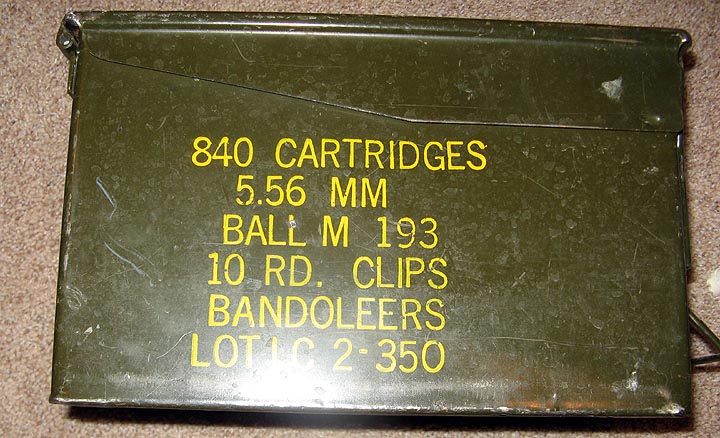 840 CARTRIDGES
5.56 MM
BALL M 193
10 RD. CLIPS
BANDOLEERS
LOT LC 2-350